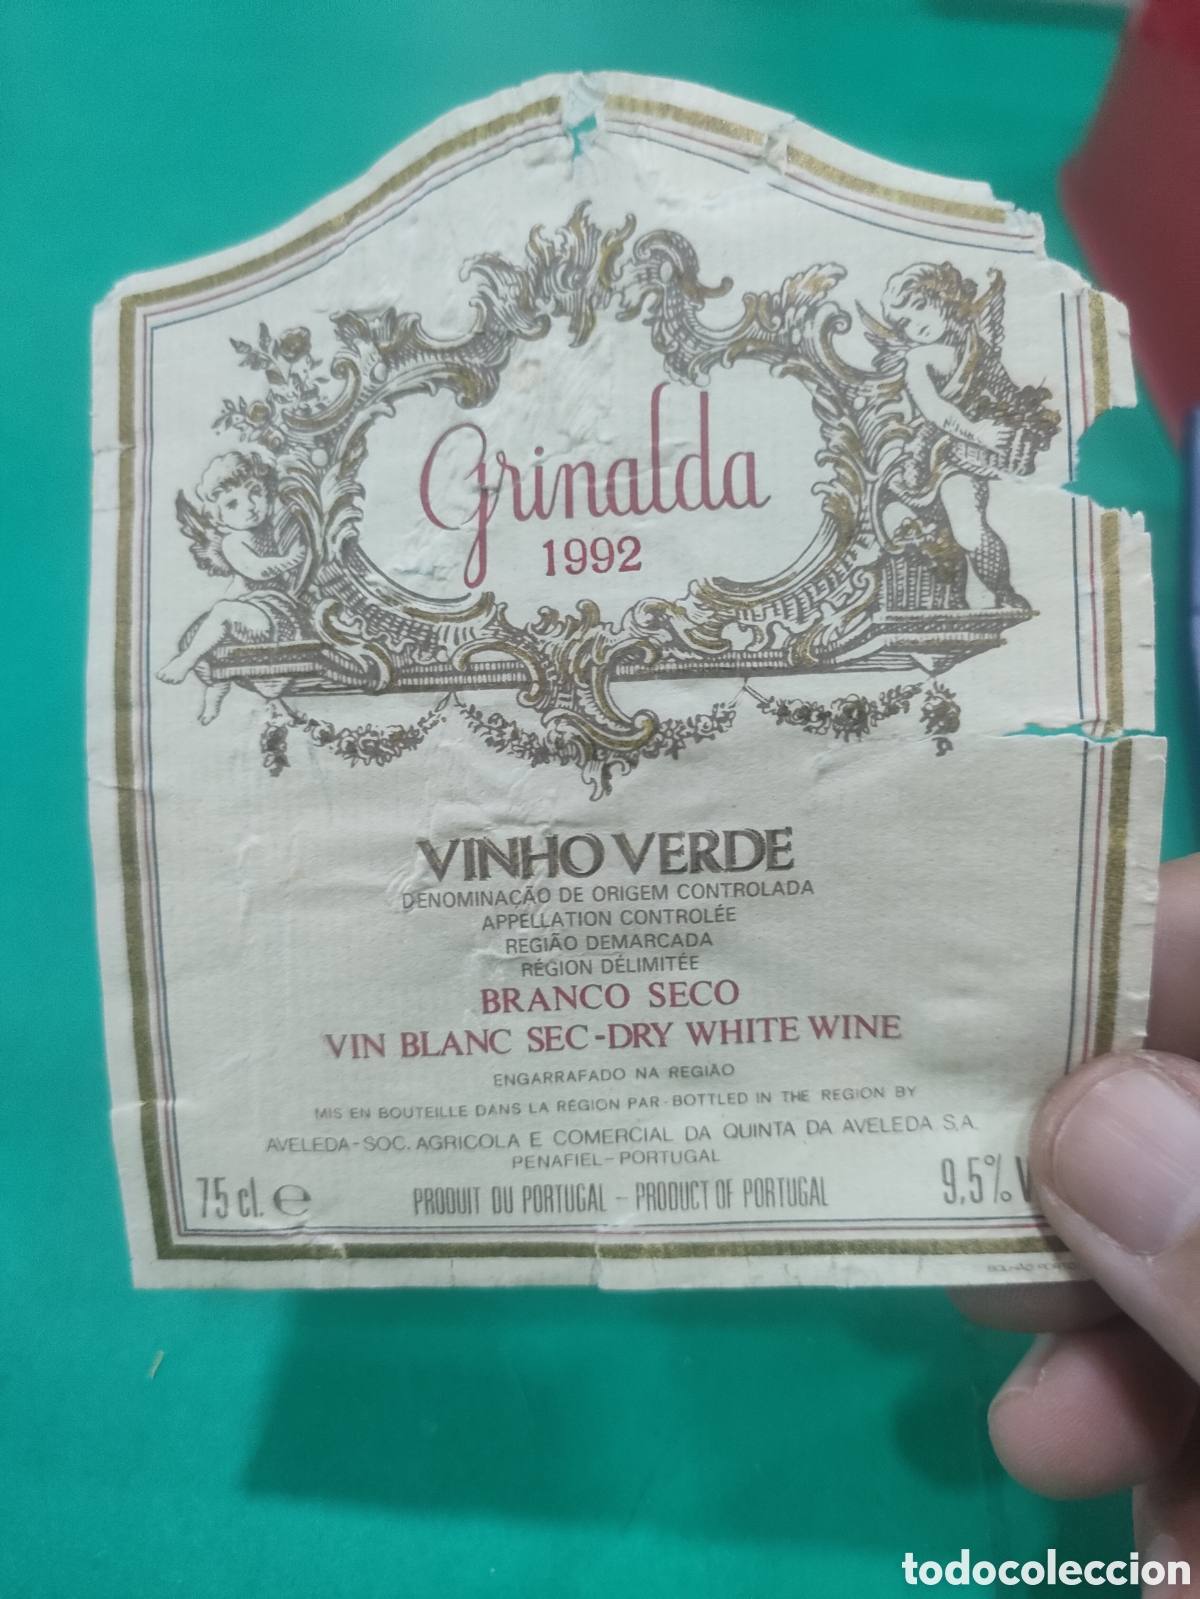 Grinalda
1992
VINHO VERDE
DENOMINAÇÃO DE ORIGEM CONTROLADA
APPELLATION CONTROLÉE
REGIÃO DEMARCADA
RÉGION DÉLIMITÉE
BRANCO SECO
VIN BLANC SEC-DRY WHITE WINE
ENGARRAFADO NA REGIÃO
MIS EN BOUTEILLE DANS LA RÉGION PAR-BOTTLED IN THE REGION BY
AVELEDA-SOC. AGRICOLA E COMERCIAL DA QUINTA DA AVELEDA S.A.
PENAFIEL-PORTUGAL
75 cl. e PRODUIT DU PORTUGAL - PRODUCT OF PORTUGAL 9,5% V
BOLHÃO PORTO
todocoleccion